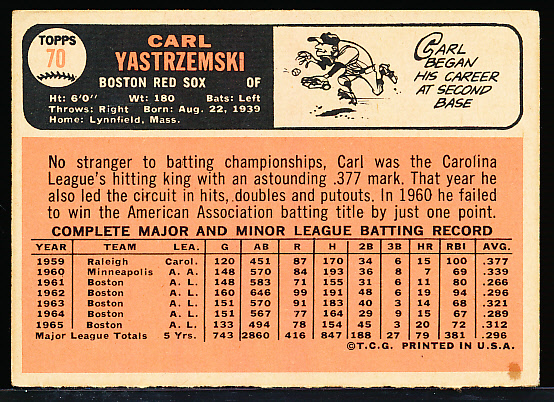 TOPPS
70
CARL
YASTRZEMSKI
BOSTON RED SOX OF
Ht: 6'0" Wt: 180 Bats: Left
Throws: Right Born: Aug. 22, 1939
Home: Lynnfield, Mass.
CARL
BEGAN
HIS CAREER
AT SECOND
BASE
No stranger to batting championships, Carl was the Carolina
League's hitting king with an astounding .377 mark. That year he
also led the circuit in hits, doubles and putouts. In 1960 he failed
to win the American Association batting title by just one point.
COMPLETE MAJOR AND MINOR LEAGUE BATTING RECORD
YEAR TEAM LEA. G AB R H 2B 3B HR RBI AVG.
1959 Raleigh Carol. 120 451 87 170 34 6 15 100 .377
1960 Minneapolis A. A. 148 570 84 193 36 8 7 69 .339
1961 Boston A. L. 148 583 71 155 31 6 11 80 .266
1962 Boston A. L. 160 646 99 191 48 6 19 94 .296
1963 Boston A. L. 151 570 91 183 40 3 14 68 .321
1964 Boston A. L. 151 567 77 164 29 9 15 67 .289
1965 Boston A. L. 133 494 78 154 45 3 20 72 .312
Major League Totals 5 Yrs. 743 2860 416 847 188 27 79 381 .296
©T.C.G. PRINTED IN U.S.A.